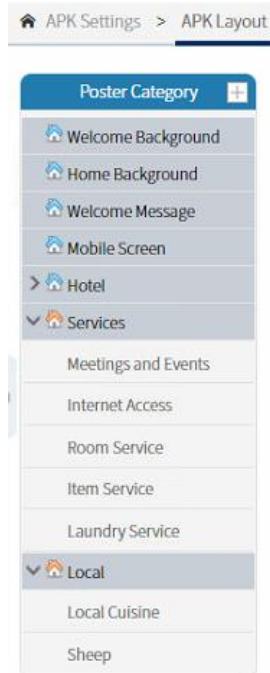 APK Settings > APK Layout
Poster Category
Welcome Background
Home Background
Welcome Message
Mobile Screen
Hotel
Services
Meetings and Events
Internet Access
Room Service
Item Service
Laundry Service
Local
Local Cuisine
Sheep